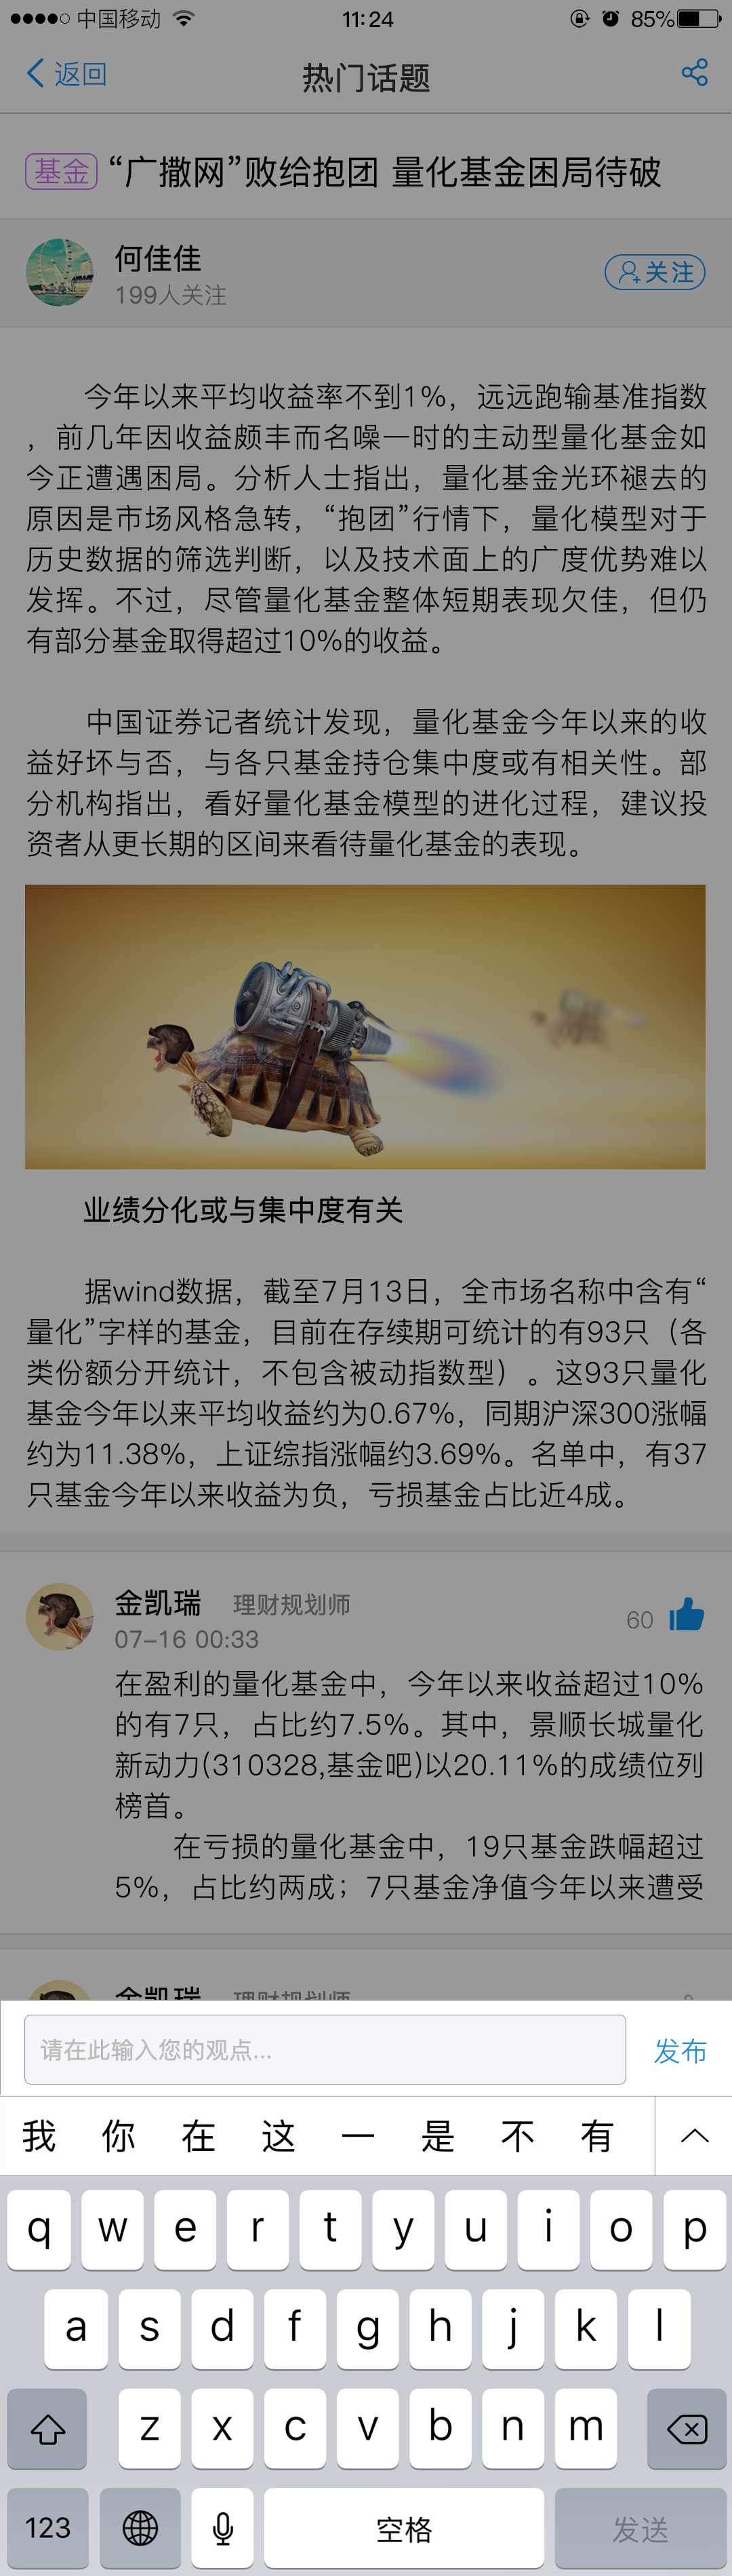 中国移动 11:24 85%
返回 热门话题
基金 “广撒网”败给抱团 量化基金困局待破
何佳佳
199人关注
关注
今年以来平均收益率不到1%，远远跑输基准指数
，前几年因收益颇丰而名噪一时的主动型量化基金如
今正遭遇困局。分析人士指出，量化基金光环褪去的
原因是市场风格急转，“抱团”行情下，量化模型对于
历史数据的筛选判断，以及技术面上的广度优势难以
发挥。不过，尽管量化基金整体短期表现欠佳，但仍
有部分基金取得超过10%的收益。
中国证券记者统计发现，量化基金今年以来的收
益好坏与否，与各只基金持仓集中度或有相关性。部
分机构指出，看好量化基金模型的进化过程，建议投
资者从更长期的区间来看待量化基金的表现。
业绩分化或与集中度有关
据wind数据，截至7月13日，全市场名称中含有“
量化”字样的基金，目前在存续期可统计的有93只（各
类份额分开统计，不包含被动指数型）。这93只量化
基金今年以来平均收益约为0.67%，同期沪深300涨幅
约为11.38%，上证综指涨幅约3.69%。名单中，有37
只基金今年以来收益为负，亏损基金占比近4成。
金凯瑞 理财规划师
60
07-16 00:33
在盈利的量化基金中，今年以来收益超过10%
的有7只，占比约7.5%。其中，景顺长城量化
新动力(310328,基金吧)以20.11%的成绩位列
榜首。
在亏损的量化基金中，19只基金跌幅超过
5%，占比约两成；7只基金净值今年以来遭受
金凯瑞 理财规划师
请在此输入您的观点... 发布
我 你 在 这 一 是 不 有
q w e r t y u i o p
a s d f g h j k l
z x c v b n m
123 空格 发送